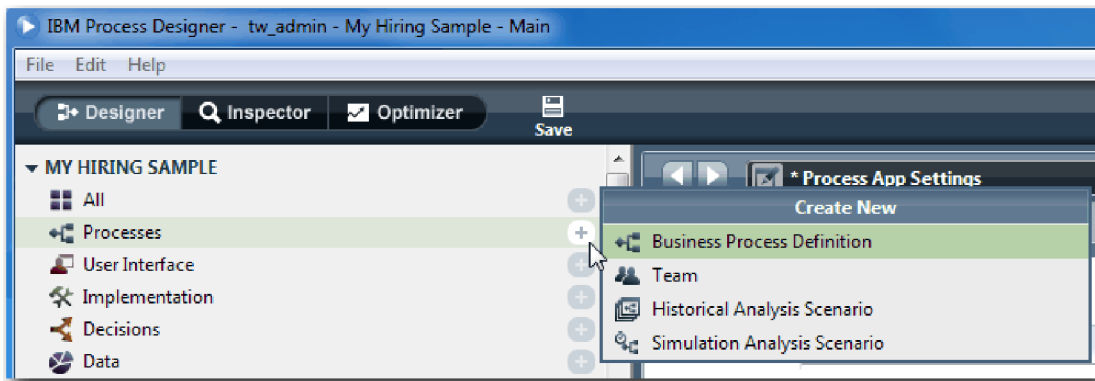 IBM Process Designer - tw_admin - My Hiring Sample - Main
File Edit Help
Designer Inspector Optimizer Save
MY HIRING SAMPLE
* Process App Settings
All
Create New
Processes
Business Process Definition
User Interface
Team
Implementation
Historical Analysis Scenario
Decisions
Simulation Analysis Scenario
Data